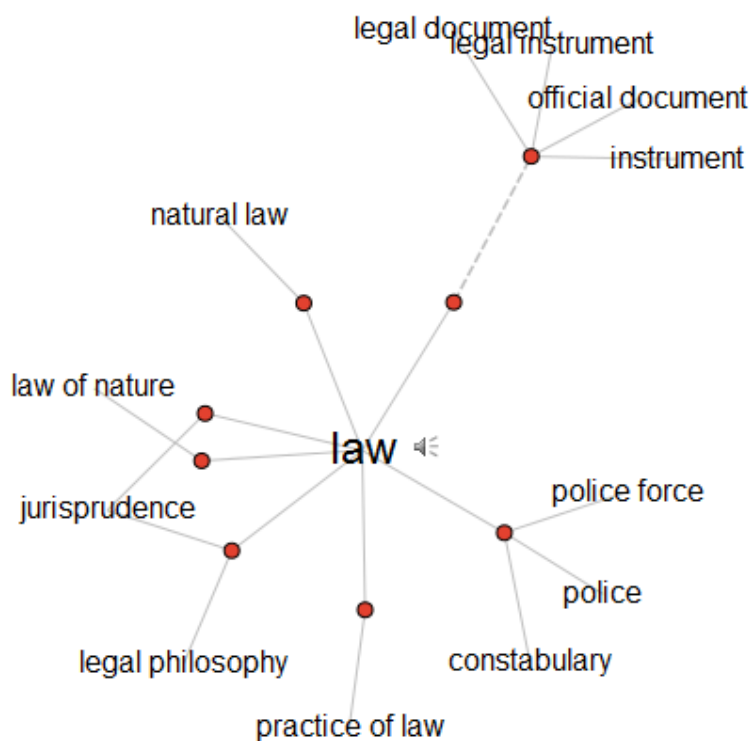 legal document
legal instrument
official document
instrument
natural law
law of nature
law
jurisprudence
police force
police
legal philosophy
constabulary
practice of law